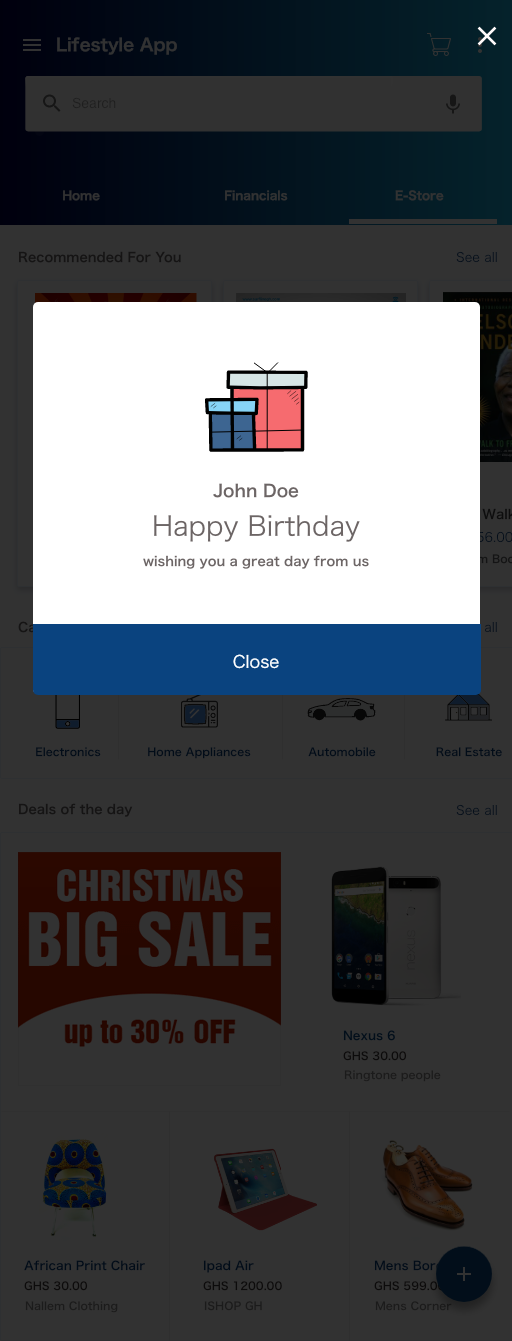 Lifestyle App
Search
Home
Financials
E-Store
Recommended For You
See all
John Doe
Happy Birthday
wishing you a great day from us
Walk
56.00
Ca
all
Close
Electronics
Home Appliances
Automobile
Real Estate
Deals of the day
See all
CHRISTMAS
BIG SALE
up to 30% OFF
Nexus 6
GHS 30.00
Ringtone people
African Print Chair
GHS 30.00
Nallem Clothing
Ipad Air
GHS 1200.00
ISHOP GH
Mens Bor
GHS 599.0
Mens Corner